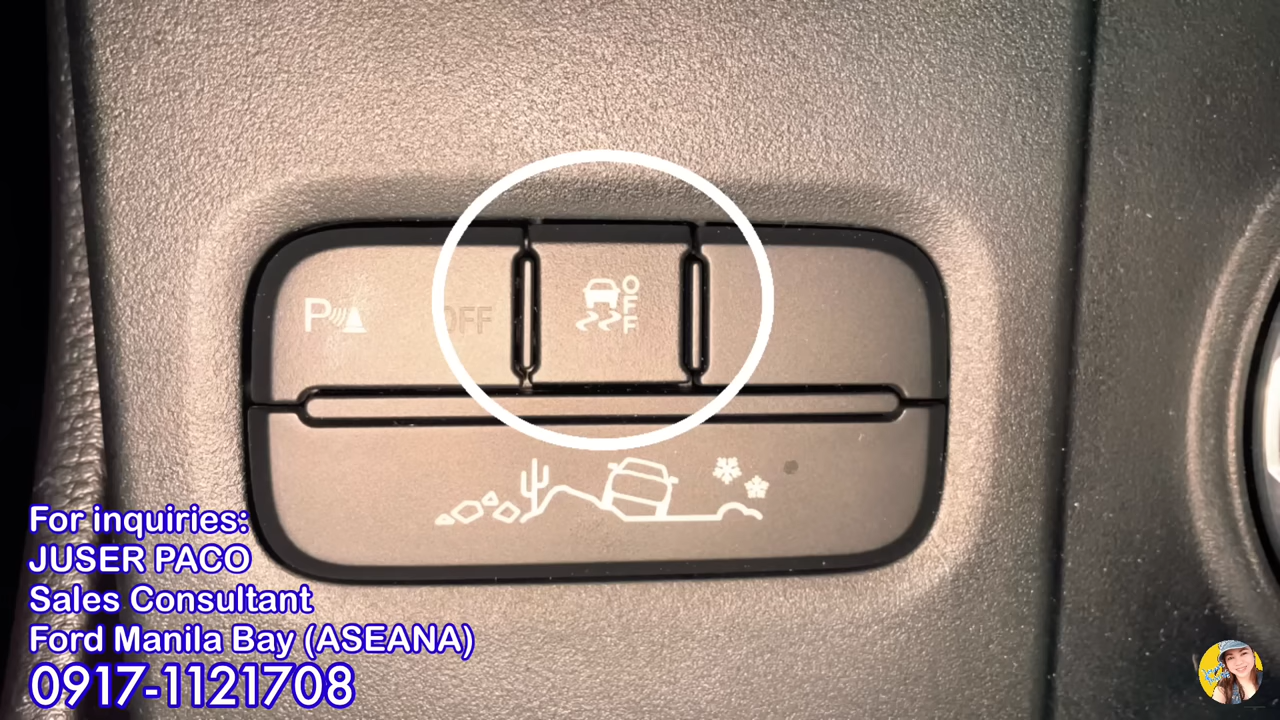 P
OFF
OFF
For inquiries:
JUSER PACO
Sales Consultant
Ford Manila Bay (ASEANA)
0917-1121708